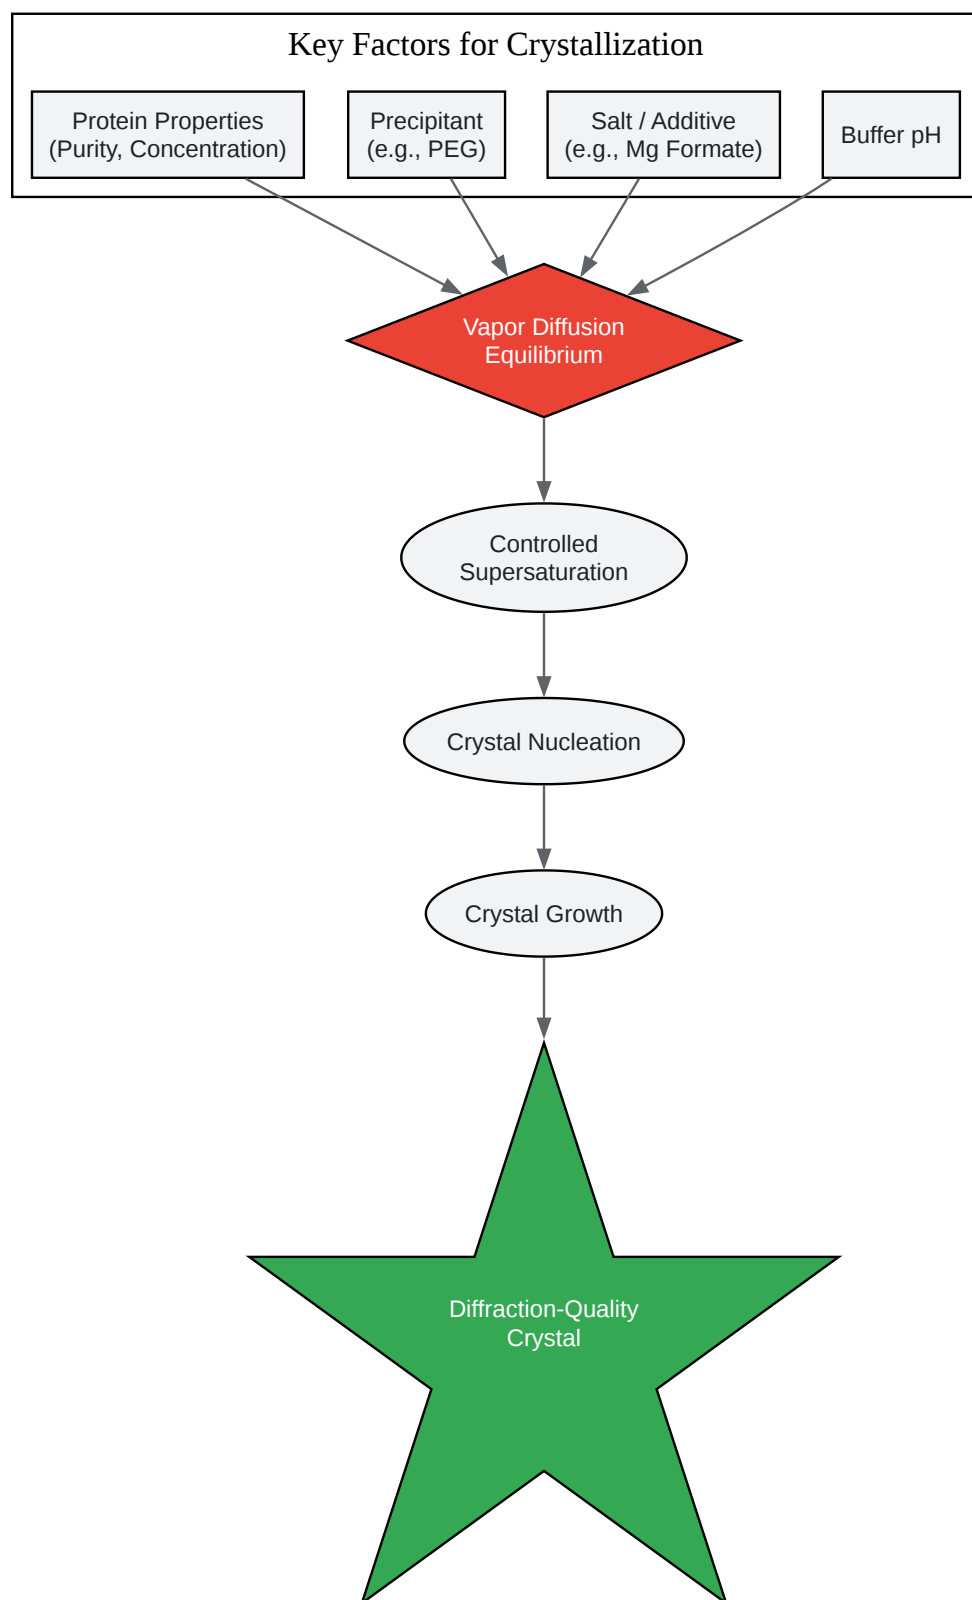 Key Factors for Crystallization
Protein Properties
(Purity, Concentration)
Precipitant
(e.g., PEG)
Salt / Additive
(e.g., Mg Formate)
Buffer pH
Vapor Diffusion
Equilibrium
Controlled
Supersaturation
Crystal Nucleation
Crystal Growth
Diffraction-Quality
Crystal